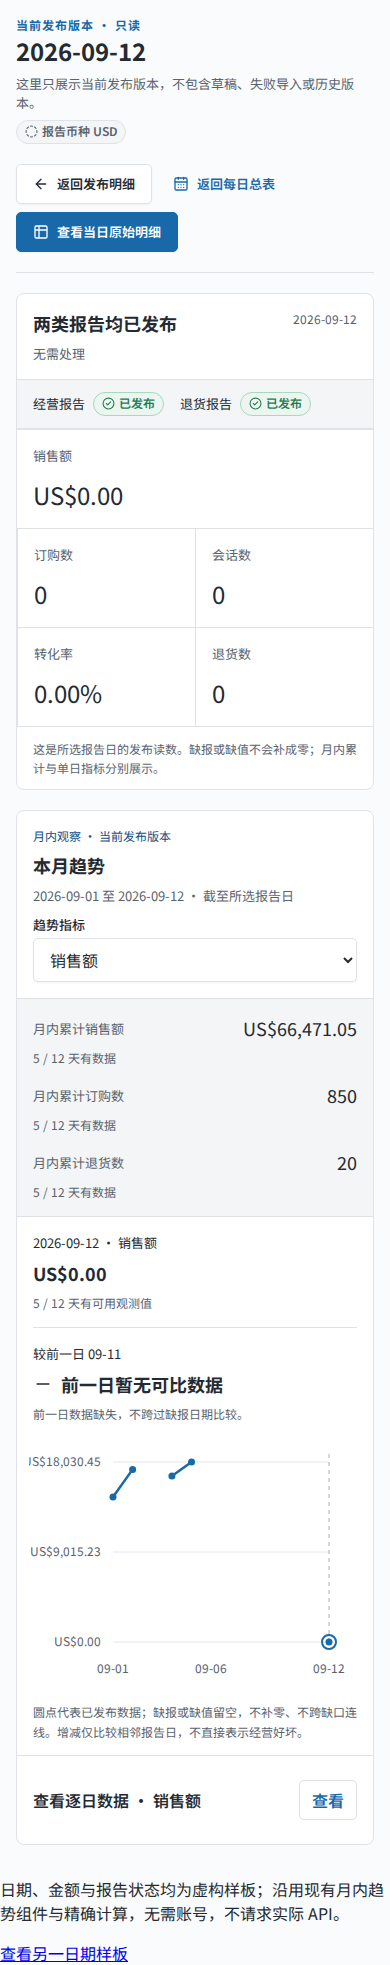 当前发布版本 · 只读
2026-09-12
这里只展示当前发布版本，不包含草稿、失败导入或历史版
本。
报告币种 USD
返回发布明细
返回每日总表
查看当日原始明细
两类报告均已发布
2026-09-12
无需处理
经营报告 已发布 退货报告 已发布
销售额
US$0.00
订购数 会话数
0 0
转化率 退货数
0.00% 0
这是所选报告日的发布读数。缺报或缺值不会补成零；月内累
计与单日指标分别展示。
月内观察 · 当前发布版本
本月趋势
2026-09-01 至 2026-09-12 · 截至所选报告日
趋势指标
销售额
月内累计销售额 US$66,471.05
5 / 12 天有数据
月内累计订购数 850
5 / 12 天有数据
月内累计退货数 20
5 / 12 天有数据
2026-09-12 · 销售额
US$0.00
5 / 12 天有可用观测值
较前一日 09-11
— 前一日暂无可比数据
前一日数据缺失，不跨过缺报日期比较。
US$18,030.45
US$9,015.23
US$0.00
09-01 09-06 09-12
圆点代表已发布数据；缺报或缺值留空，不补零、不跨缺口连
线。增减仅比较相邻报告日，不直接表示经营好坏。
查看逐日数据 · 销售额 查看
日期、金额与报告状态均为虚构样板；沿用现有月内趋
势组件与精确计算，无需账号，不请求实际 API。
查看另一日期样板